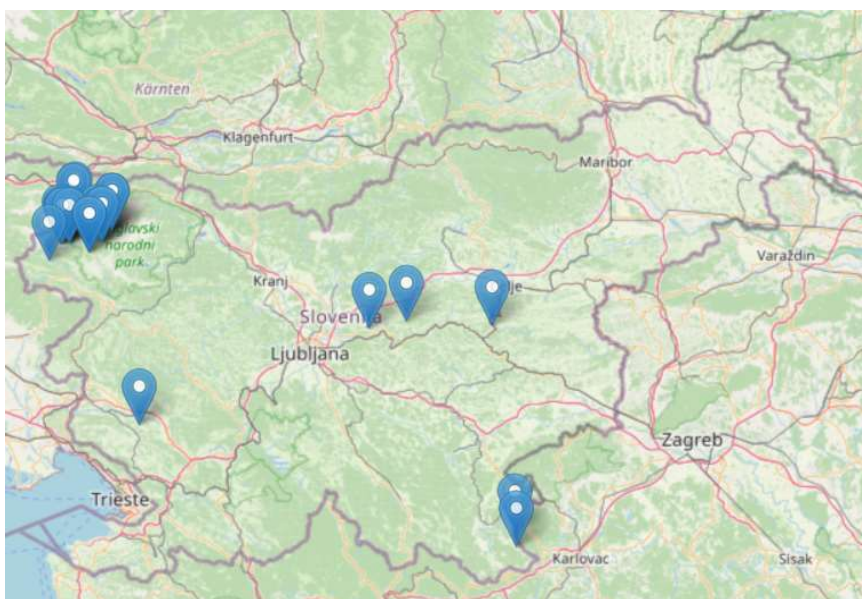 Kärnten
Klagenfurt
Maribor
narodni
park
Varaždin
Kranj
Slovenija
Ljubljana
Zagreb
Trieste
Karlovac
Sisak